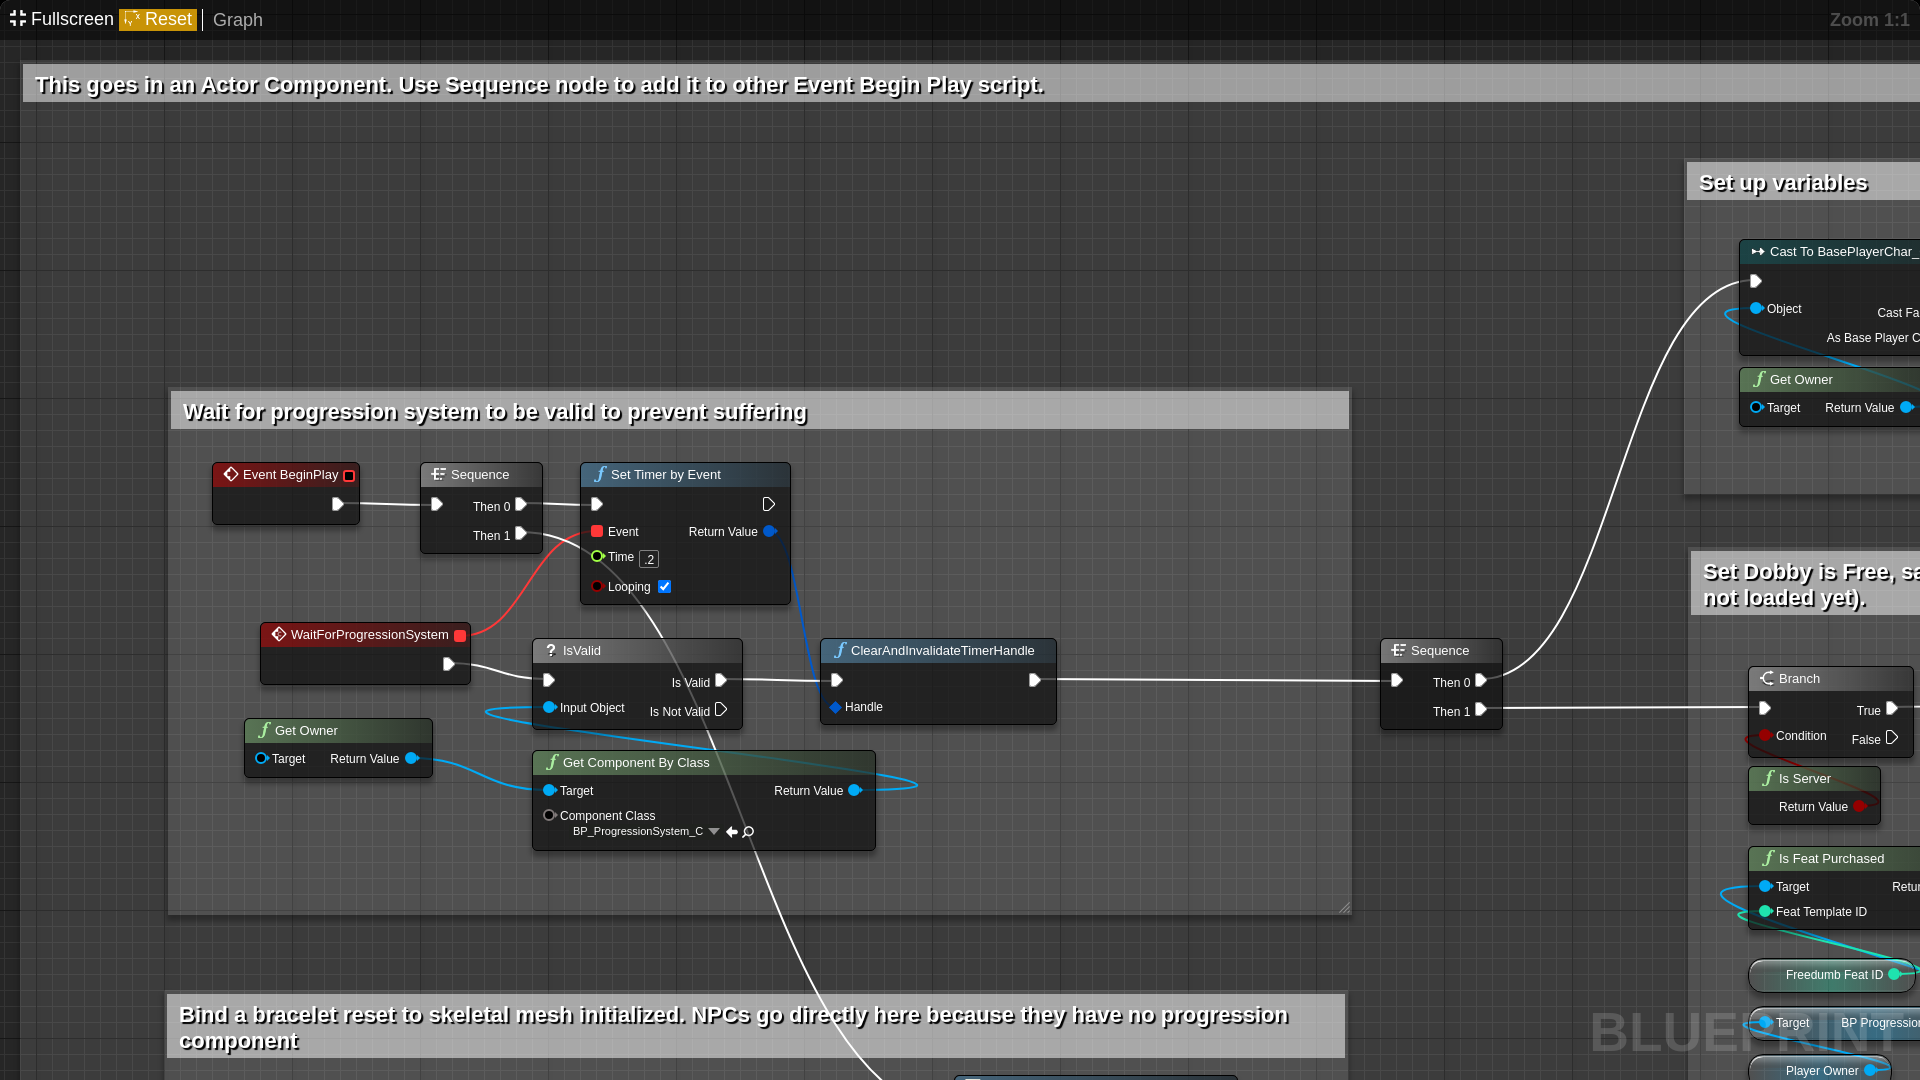 Fullscreen Reset Graph
Zoom 1:1
This goes in an Actor Component. Use Sequence node to add it to other Event Begin Play script.
Set up variables
Cast To BasePlayerChar_
Object
Cast Fa
As Base Player C
Get Owner
Target Return Value
Wait for progression system to be valid to prevent suffering
Event BeginPlay
Sequence
Then 0
Then 1
Set Timer by Event
Event Return Value
Time .2
Looping
WaitForProgressionSystem
IsValid
Is Valid
Input Object Is Not Valid
ClearAndInvalidateTimerHandle
Handle
Sequence
Then 0
Then 1
Get Owner
Target Return Value
Get Component By Class
Target Return Value
Component Class
BP_ProgressionSystem_C
Set Dobby is Free, sa
not loaded yet).
Branch
True
Condition False
Is Server
Return Value
Is Feat Purchased
Target Retur
Feat Template ID
Freedumb Feat ID
Target BP Progression
Player Owner
Bind a bracelet reset to skeletal mesh initialized. NPCs go directly here because they have no progression
component
BLUEPRINT